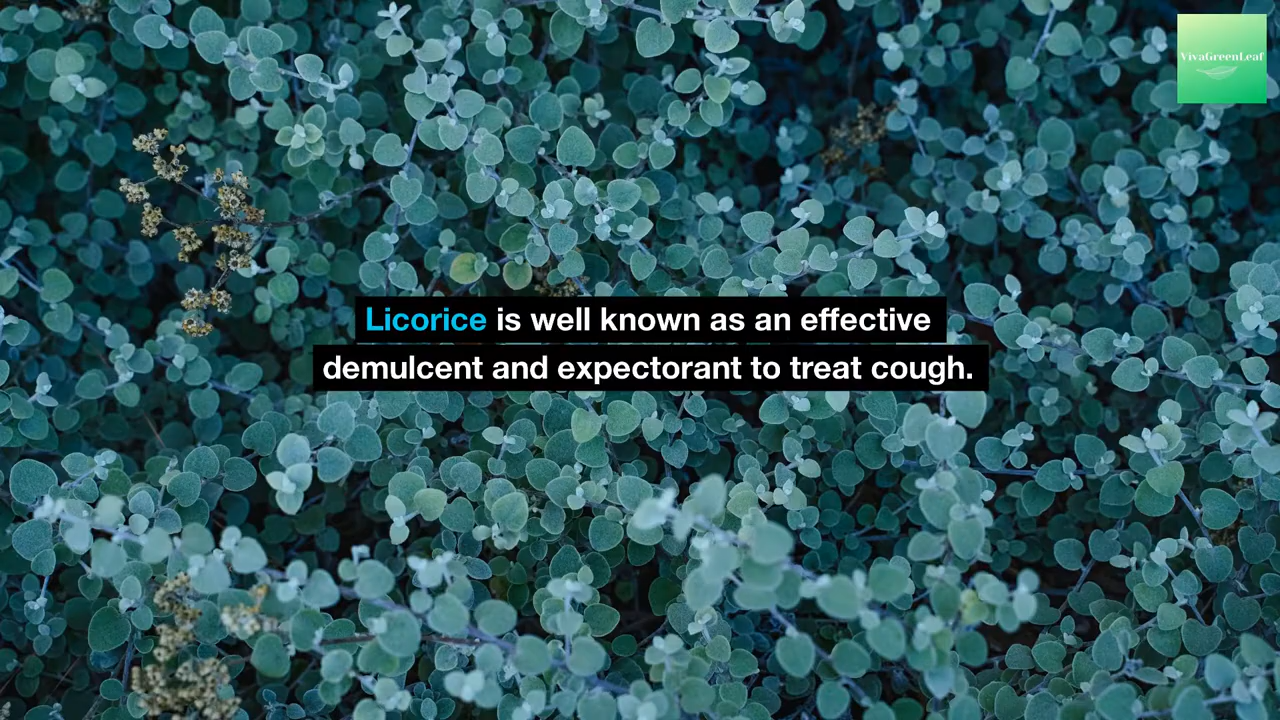 VivaGreenLeaf
Licorice is well known as an effective
demulcent and expectorant to treat cough.